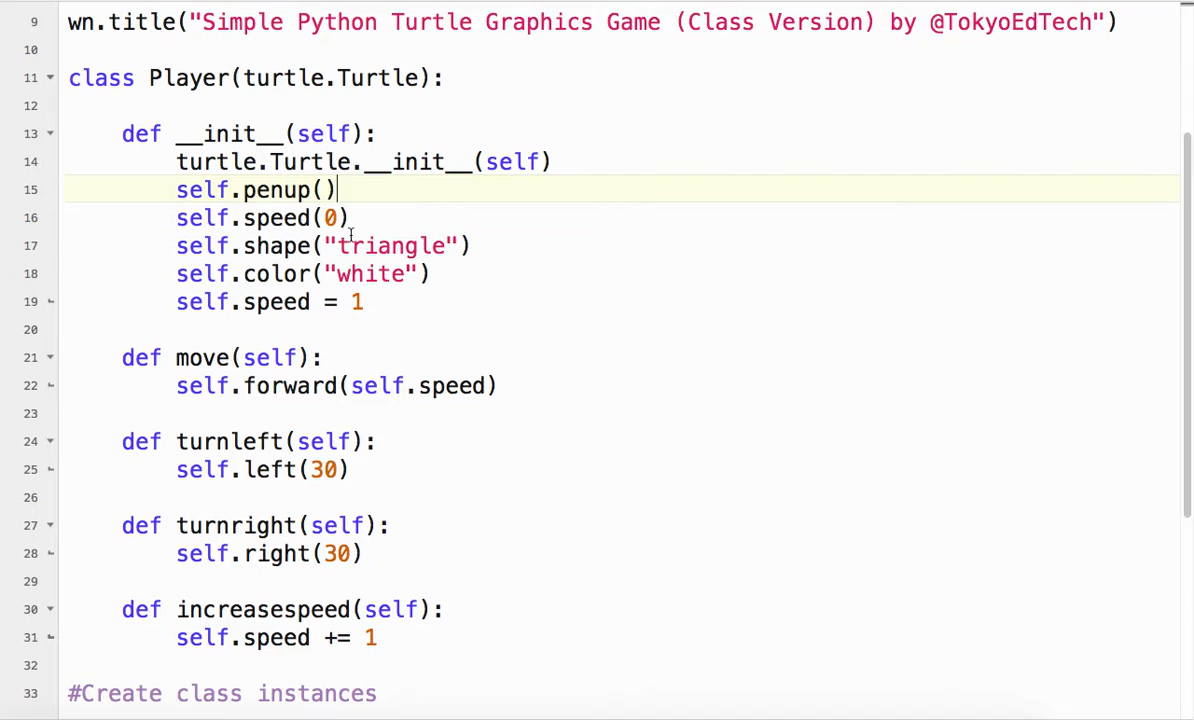 9 wn.title("Simple Python Turtle Graphics Game (Class Version) by @TokyoEdTech")
10
11 class Player(turtle.Turtle):
12
13     def __init__(self):
14         turtle.Turtle.__init__(self)
15         self.penup()
16         self.speed(0)
17         self.shape("triangle")
18         self.color("white")
19         self.speed = 1
20
21     def move(self):
22         self.forward(self.speed)
23
24     def turnleft(self):
25         self.left(30)
26
27     def turnright(self):
28         self.right(30)
29
30     def increasespeed(self):
31         self.speed += 1
32
33 #Create class instances